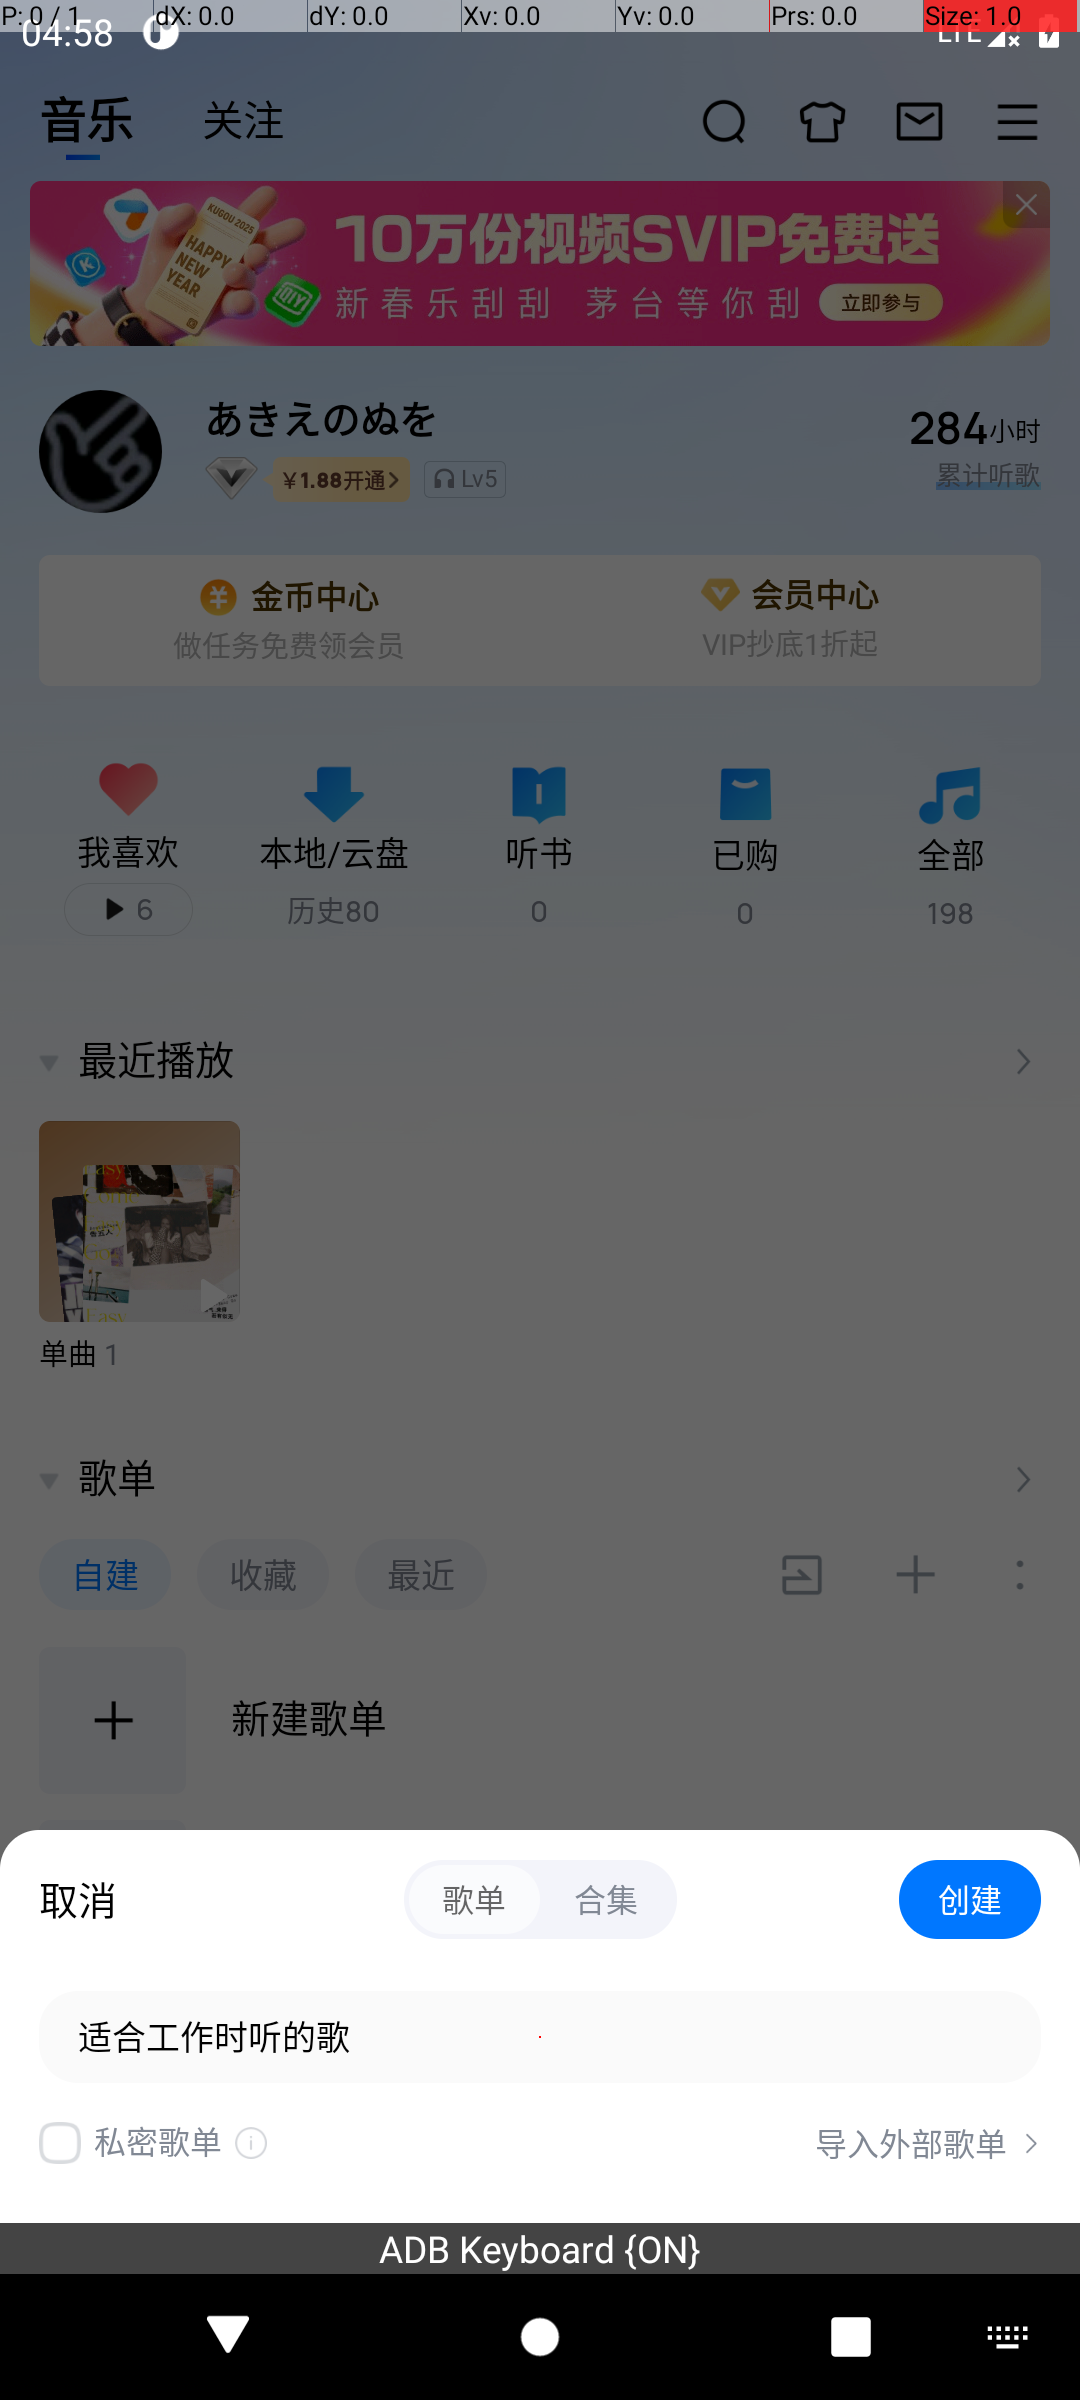 P: 0 / 1 dX: 0.0 dY: 0.0 Xv: 0.0 Yv: 0.0 Prs: 0.0 Size: 1.0
04:58 LTE
音乐 关注
KUGOU 2025
HAPPY NEW YEAR
10万份视频SVIP免费送
新春乐刮刮 茅台等你刮 立即参与
あきえのぬを
284小时
¥1.88开通 Lv5
累计听歌
金币中心 会员中心
做任务免费领会员 VIP抄底1折起
我喜欢 本地/云盘 听书 已购 全部
6 历史80 0 0 198
最近播放
单曲 1
歌单
自建 收藏 最近
新建歌单
取消 歌单 合集 创建
适合工作时听的歌
私密歌单 导入外部歌单
ADB Keyboard {ON}